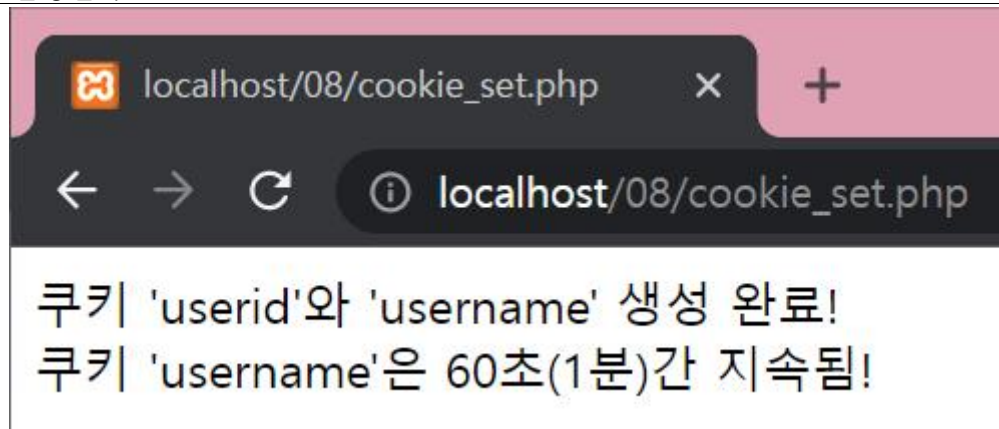 localhost/08/cookie_set.php
localhost/08/cookie_set.php
쿠키 'userid'와 'username' 생성 완료!
쿠키 'username'은 60초(1분)간 지속됨!